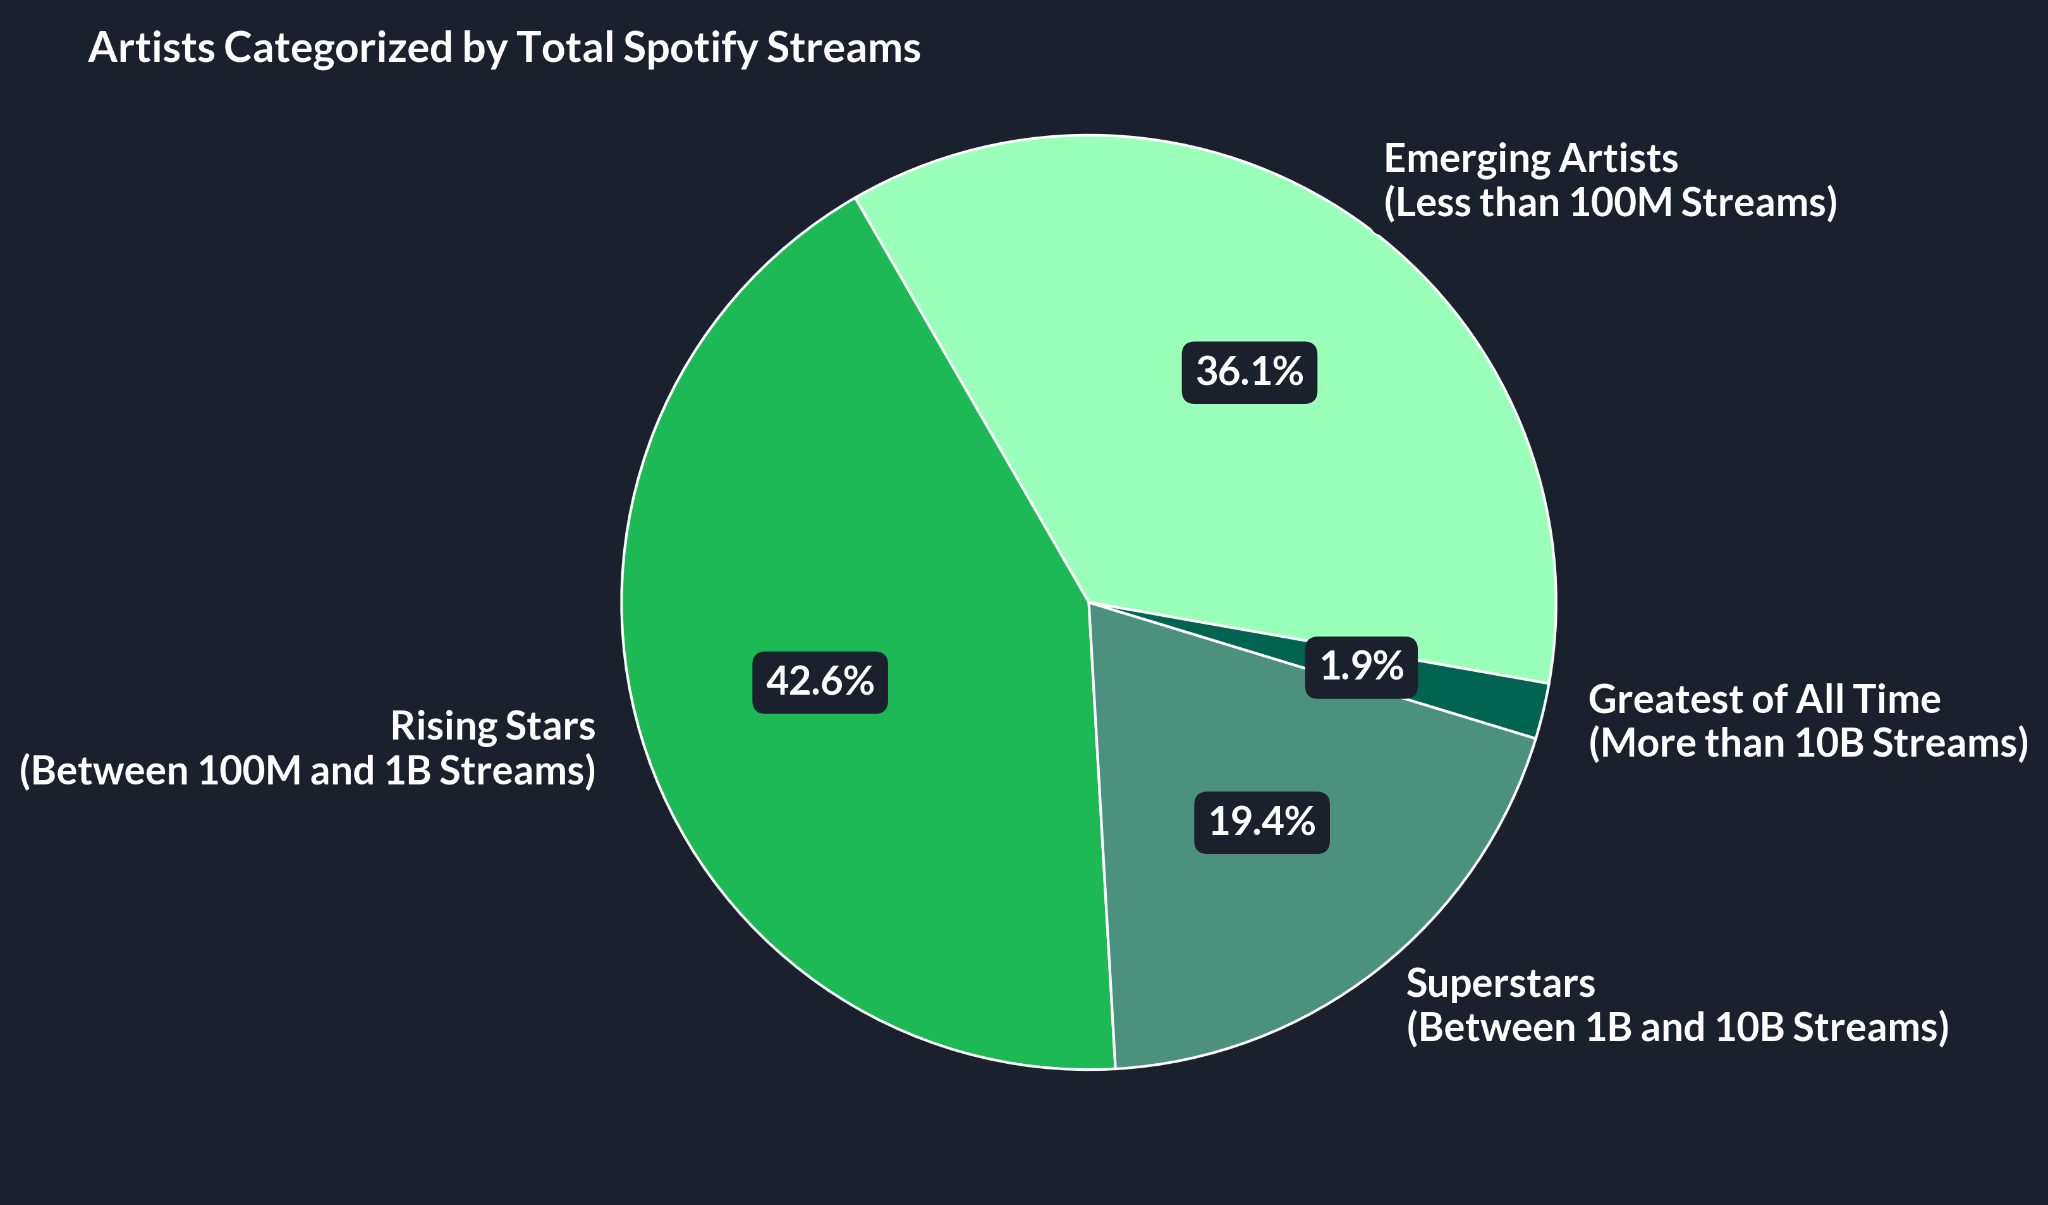 Artists Categorized by Total Spotify Streams
Emerging Artists
(Less than 100M Streams)
36.1%
1.9%
Greatest of All Time
(More than 10B Streams)
42.6%
Rising Stars
(Between 100M and 1B Streams)
19.4%
Superstars
(Between 1B and 10B Streams)